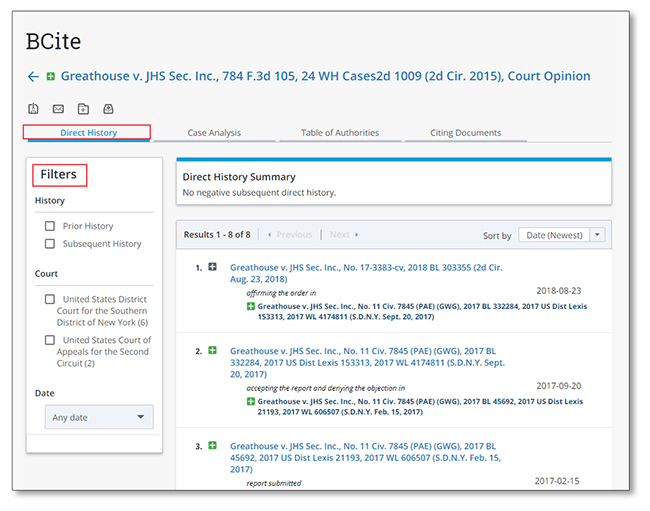 BCite
Greathouse v. JHS Sec. Inc., 784 F.3d 105, 24 WH Cases2d 1009 (2d Cir. 2015), Court Opinion
Direct History
Case Analysis
Table of Authorities
Citing Documents
Filters
History
Prior History
Subsequent History
Court
United States District
Court for the Southern
District of New York (6)
United States Court of
Appeals for the Second
Circuit (2)
Date
Any date
Direct History Summary
No negative subsequent direct history.
Results 1 - 8 of 8
Previous
Next
Sort by
Date (Newest)
1.
Greathouse v. JHS Sec. Inc., No. 17-3383-cv, 2018 BL 303355 (2d Cir.
Aug. 23, 2018)
2018-08-23
affirming the order in
Greathouse v. JHS Sec. Inc., No. 11 Civ. 7845 (PAE) (GWG), 2017 BL 332284, 2017 US Dist Lexis
153313, 2017 WL 4174811 (S.D.N.Y. Sept. 20, 2017)
2.
Greathouse v. JHS Sec. Inc., No. 11 Civ. 7845 (PAE) (GWG), 2017 BL
332284, 2017 US Dist Lexis 153313, 2017 WL 4174811 (S.D.N.Y. Sept.
20, 2017)
2017-09-20
accepting the report and denying the objection in
Greathouse v. JHS Sec. Inc., No. 11 Civ. 7845 (PAE) (GWG), 2017 BL 45692, 2017 US Dist Lexis
21193, 2017 WL 606507 (S.D.N.Y. Feb. 15, 2017)
3.
Greathouse v. JHS Sec. Inc., No. 11 Civ. 7845 (PAE) (GWG), 2017 BL
45692, 2017 US Dist Lexis 21193, 2017 WL 606507 (S.D.N.Y. Feb. 15,
2017)
2017-02-15
report submitted